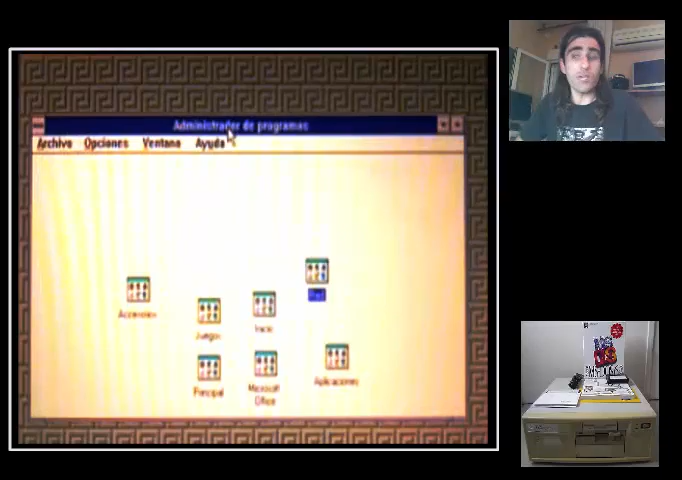 Administrador de programas
Archivo Opciones Ventana Ayuda
Accesorios
Juegos
Inicio
Principal
Microsoft
Office
Aplicaciones